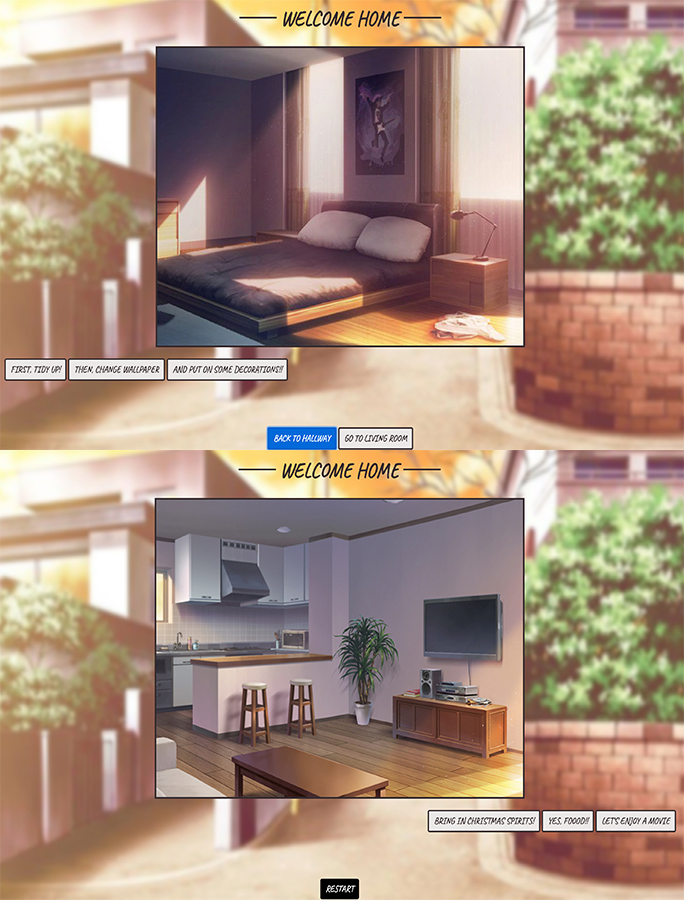 WELCOME HOME
FIRST, TIDY UP!
THEN, CHANGE WALLPAPER
AND PUT ON SOME DECORATIONS!!
BACK TO HALLWAY
GO TO LIVING ROOM
WELCOME HOME
BRING IN CHRISTMAS SPIRITS!
YES, FOOOD!!
LET'S ENJOY A MOVIE
RESTART